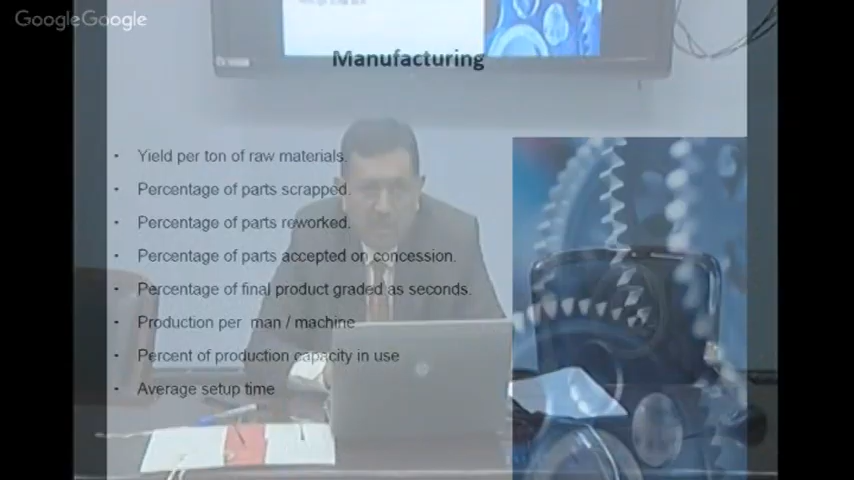 GoogleGoogle
Manufacturing
• Yield per ton of raw materials.
• Percentage of parts scrapped.
• Percentage of parts reworked.
• Percentage of parts accepted on concession.
• Percentage of final product graded as seconds.
• Production per man / machine
• Percent of production capacity in use
• Average setup time